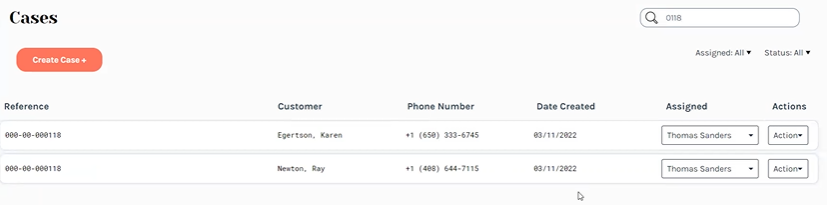 Cases
0118
Create Case +
Assigned: All Status: All
Reference Customer Phone Number Date Created Assigned Actions
000-00-000118 Egertson, Karen +1 (650) 333-6745 03/11/2022 Thomas Sanders Action
000-00-000118 Newton, Ray +1 (408) 644-7115 03/11/2022 Thomas Sanders Action